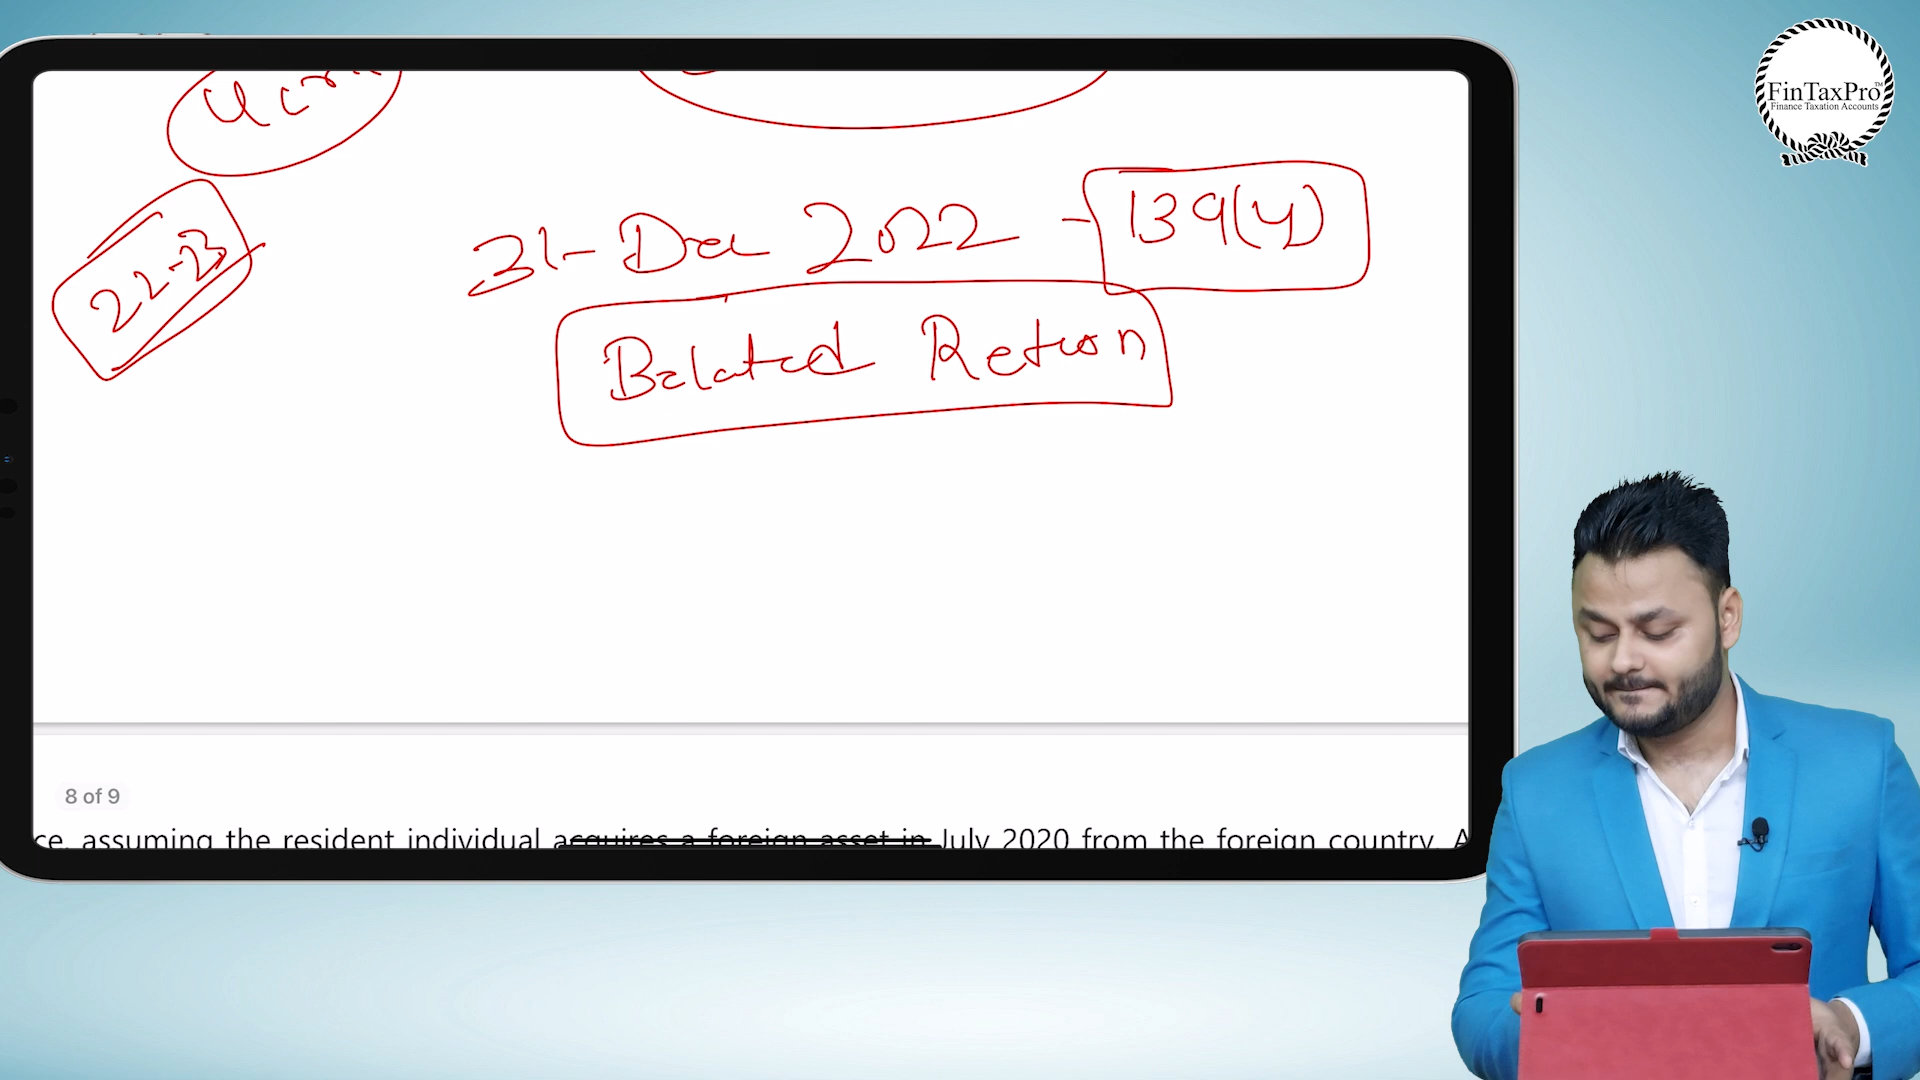 FinTaxPro™
Finance Taxation Accounts
22-23
31-Dec 2022 - 139(4)
Belated Return
8 of 9
ce, assuming the resident individual acquires a foreign asset in July 2020 from the foreign country. A